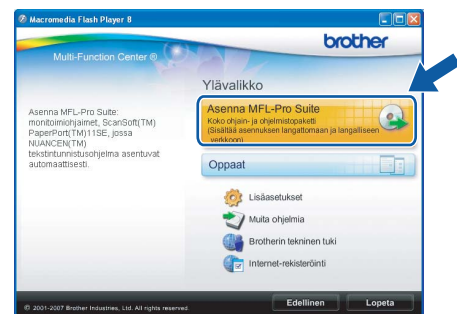 Macromedia Flash Player 8
brother
Multi-Function Center ®
Ylävalikko
Asenna MFL-Pro Suite
Koko ohjain- ja ohjelmistopaketti
(Sisältää asennuksen langattomaan ja langalliseen
verkkoon)
Asenna MFL-Pro Suite:
monitoimiohjaimet, ScanSoft(TM)
PaperPort(TM)11SE, jossa
NUANCEN(TM)
tekstintunnistusohjelma asentuvat
automaattisesti.
Oppaat
Lisäasetukset
Muita ohjelmia
Brotherin tekninen tuki
Internet-rekisteröinti
© 2001-2007 Brother Industries, Ltd. All rights reserved
Edellinen
Lopeta